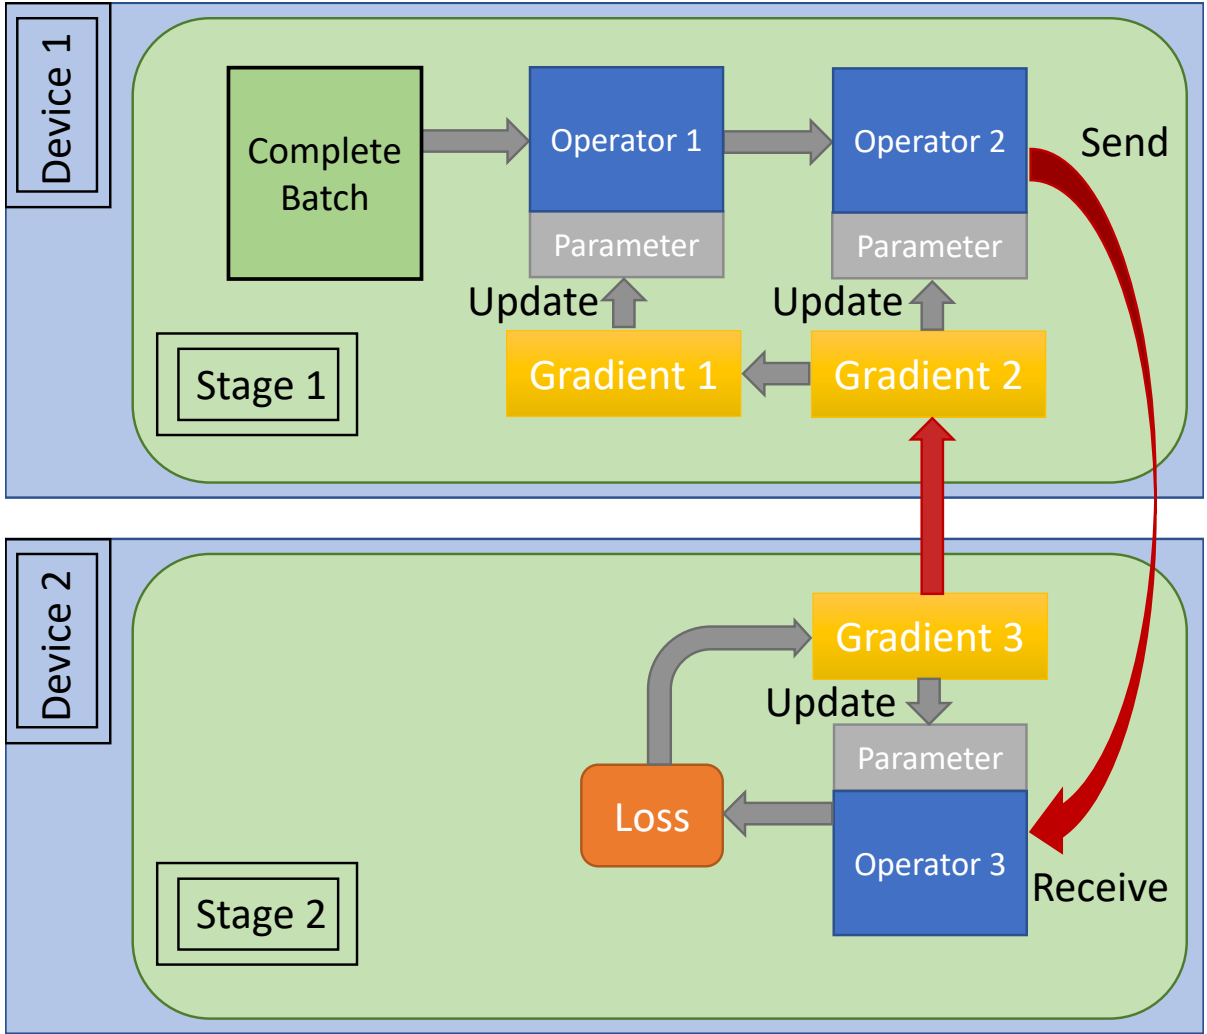 Device 1
Complete
Batch
Operator 1
Operator 2
Send
Parameter
Parameter
Update
Update
Gradient 1
Gradient 2
Stage 1
Device 2
Gradient 3
Update
Parameter
Loss
Operator 3
Receive
Stage 2